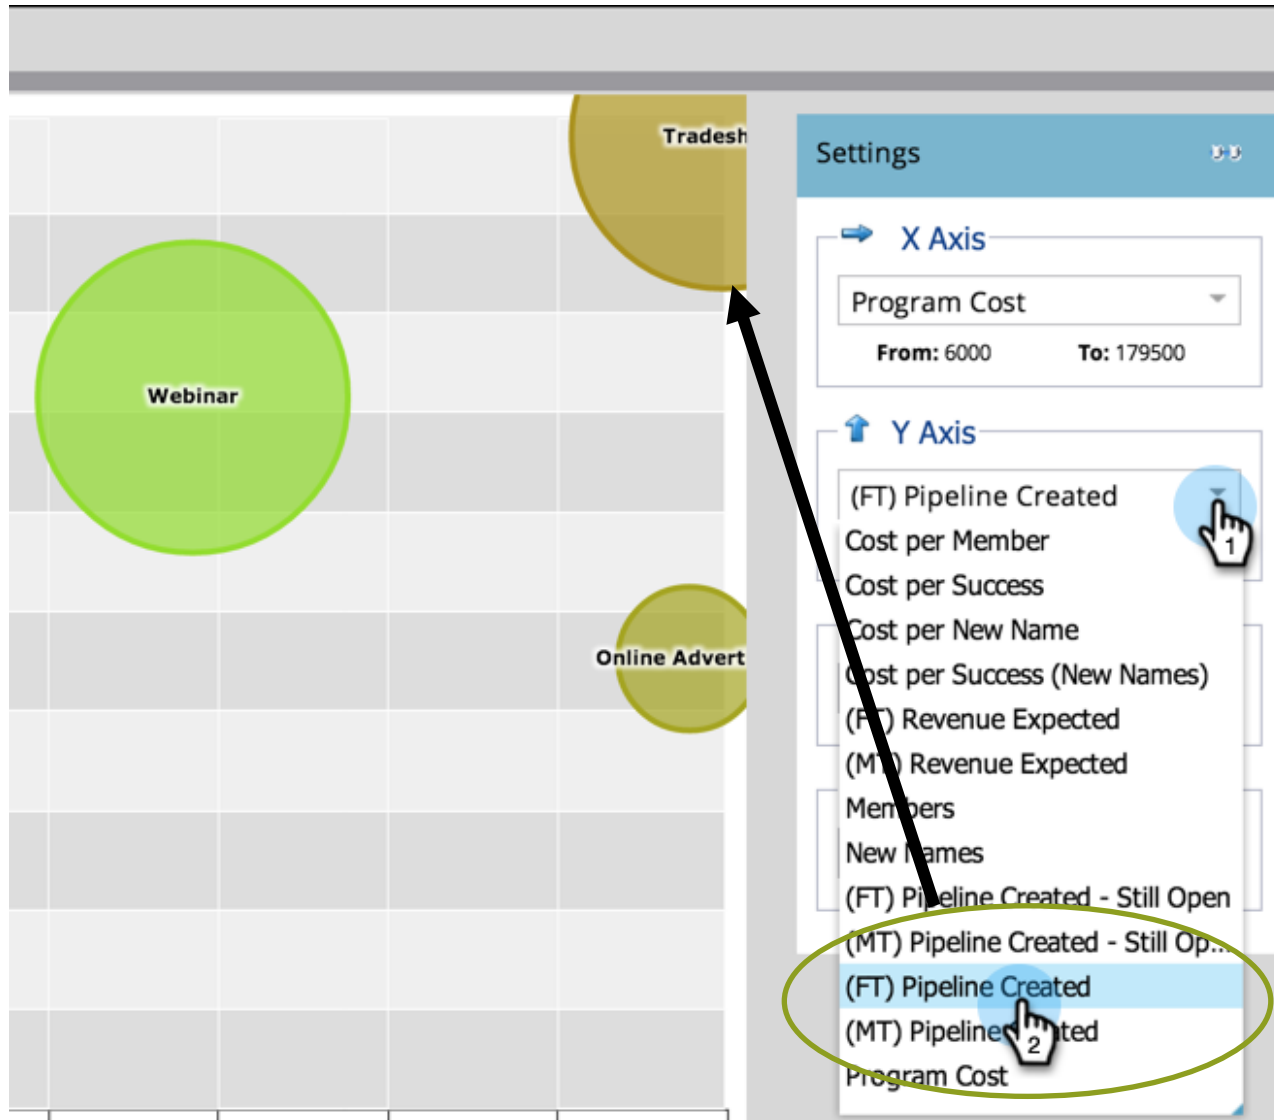 Tradesh
Webinar
Online Advert
Settings
X Axis
Program Cost
From: 6000 To: 179500
Y Axis
(FT) Pipeline Created
1
Cost per Member
Cost per Success
Cost per New Name
Cost per Success (New Names)
(FT) Revenue Expected
(MT) Revenue Expected
Members
New Names
(FT) Pipeline Created - Still Open
(MT) Pipeline Created - Still Op...
(FT) Pipeline Created
2
(MT) Pipeline Created
Program Cost